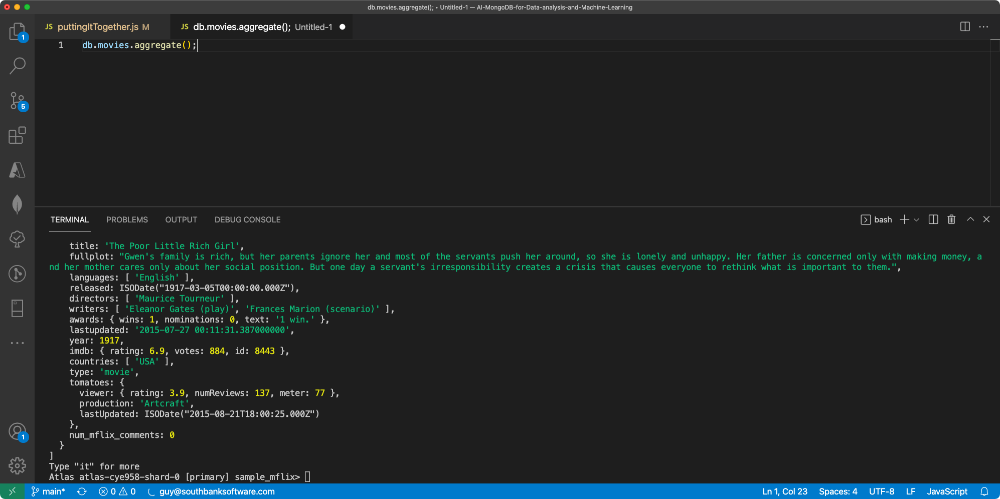 db.movies.aggregate(); • Untitled-1 — AI-MongoDB-for-Data-analysis-and-Machine-Learning
JS puttingItTogether.js M
JS db.movies.aggregate(); Untitled-1
1
1 db.movies.aggregate();
5
TERMINAL PROBLEMS OUTPUT DEBUG CONSOLE
bash
title: 'The Poor Little Rich Girl',
fullplot: "Gwen's family is rich, but her parents ignore her and most of the servants push her around, so she is lonely and unhappy. Her father is concerned only with making money, a
nd her mother cares only about her social position. But one day a servant's irresponsibility creates a crisis that causes everyone to rethink what is important to them.",
languages: [ 'English' ],
released: ISODate("1917-03-05T00:00:00.000Z"),
directors: [ 'Maurice Tourneur' ],
writers: [ 'Eleanor Gates (play)', 'Frances Marion (scenario)' ],
awards: { wins: 1, nominations: 0, text: '1 win.' },
lastupdated: '2015-07-27 00:11:31.387000000',
year: 1917,
imdb: { rating: 6.9, votes: 884, id: 8443 },
countries: [ 'USA' ],
type: 'movie',
tomatoes: {
viewer: { rating: 3.9, numReviews: 137, meter: 77 },
production: 'Artcraft',
lastUpdated: ISODate("2015-08-21T18:00:25.000Z")
},
num_mflix_comments: 0
}
]
1
Type "it" for more
Atlas atlas-cye958-shard-0 [primary] sample_mflix>
main* 0 0 guy@southbanksoftware.com Ln 1, Col 23 Spaces: 4 UTF-8 LF JavaScript